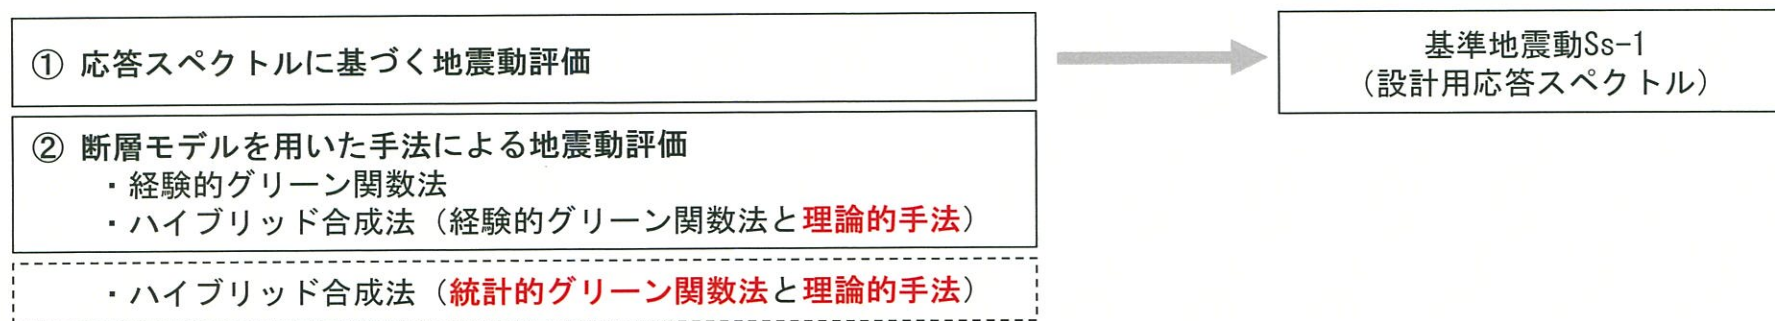 ① 応答スペクトルに基づく地震動評価
基準地震動Ss-1
（設計用応答スペクトル）
② 断層モデルを用いた手法による地震動評価
・経験的グリーン関数法
・ハイブリッド合成法（経験的グリーン関数法と理論的手法）
・ハイブリッド合成法（統計的グリーン関数法と理論的手法）